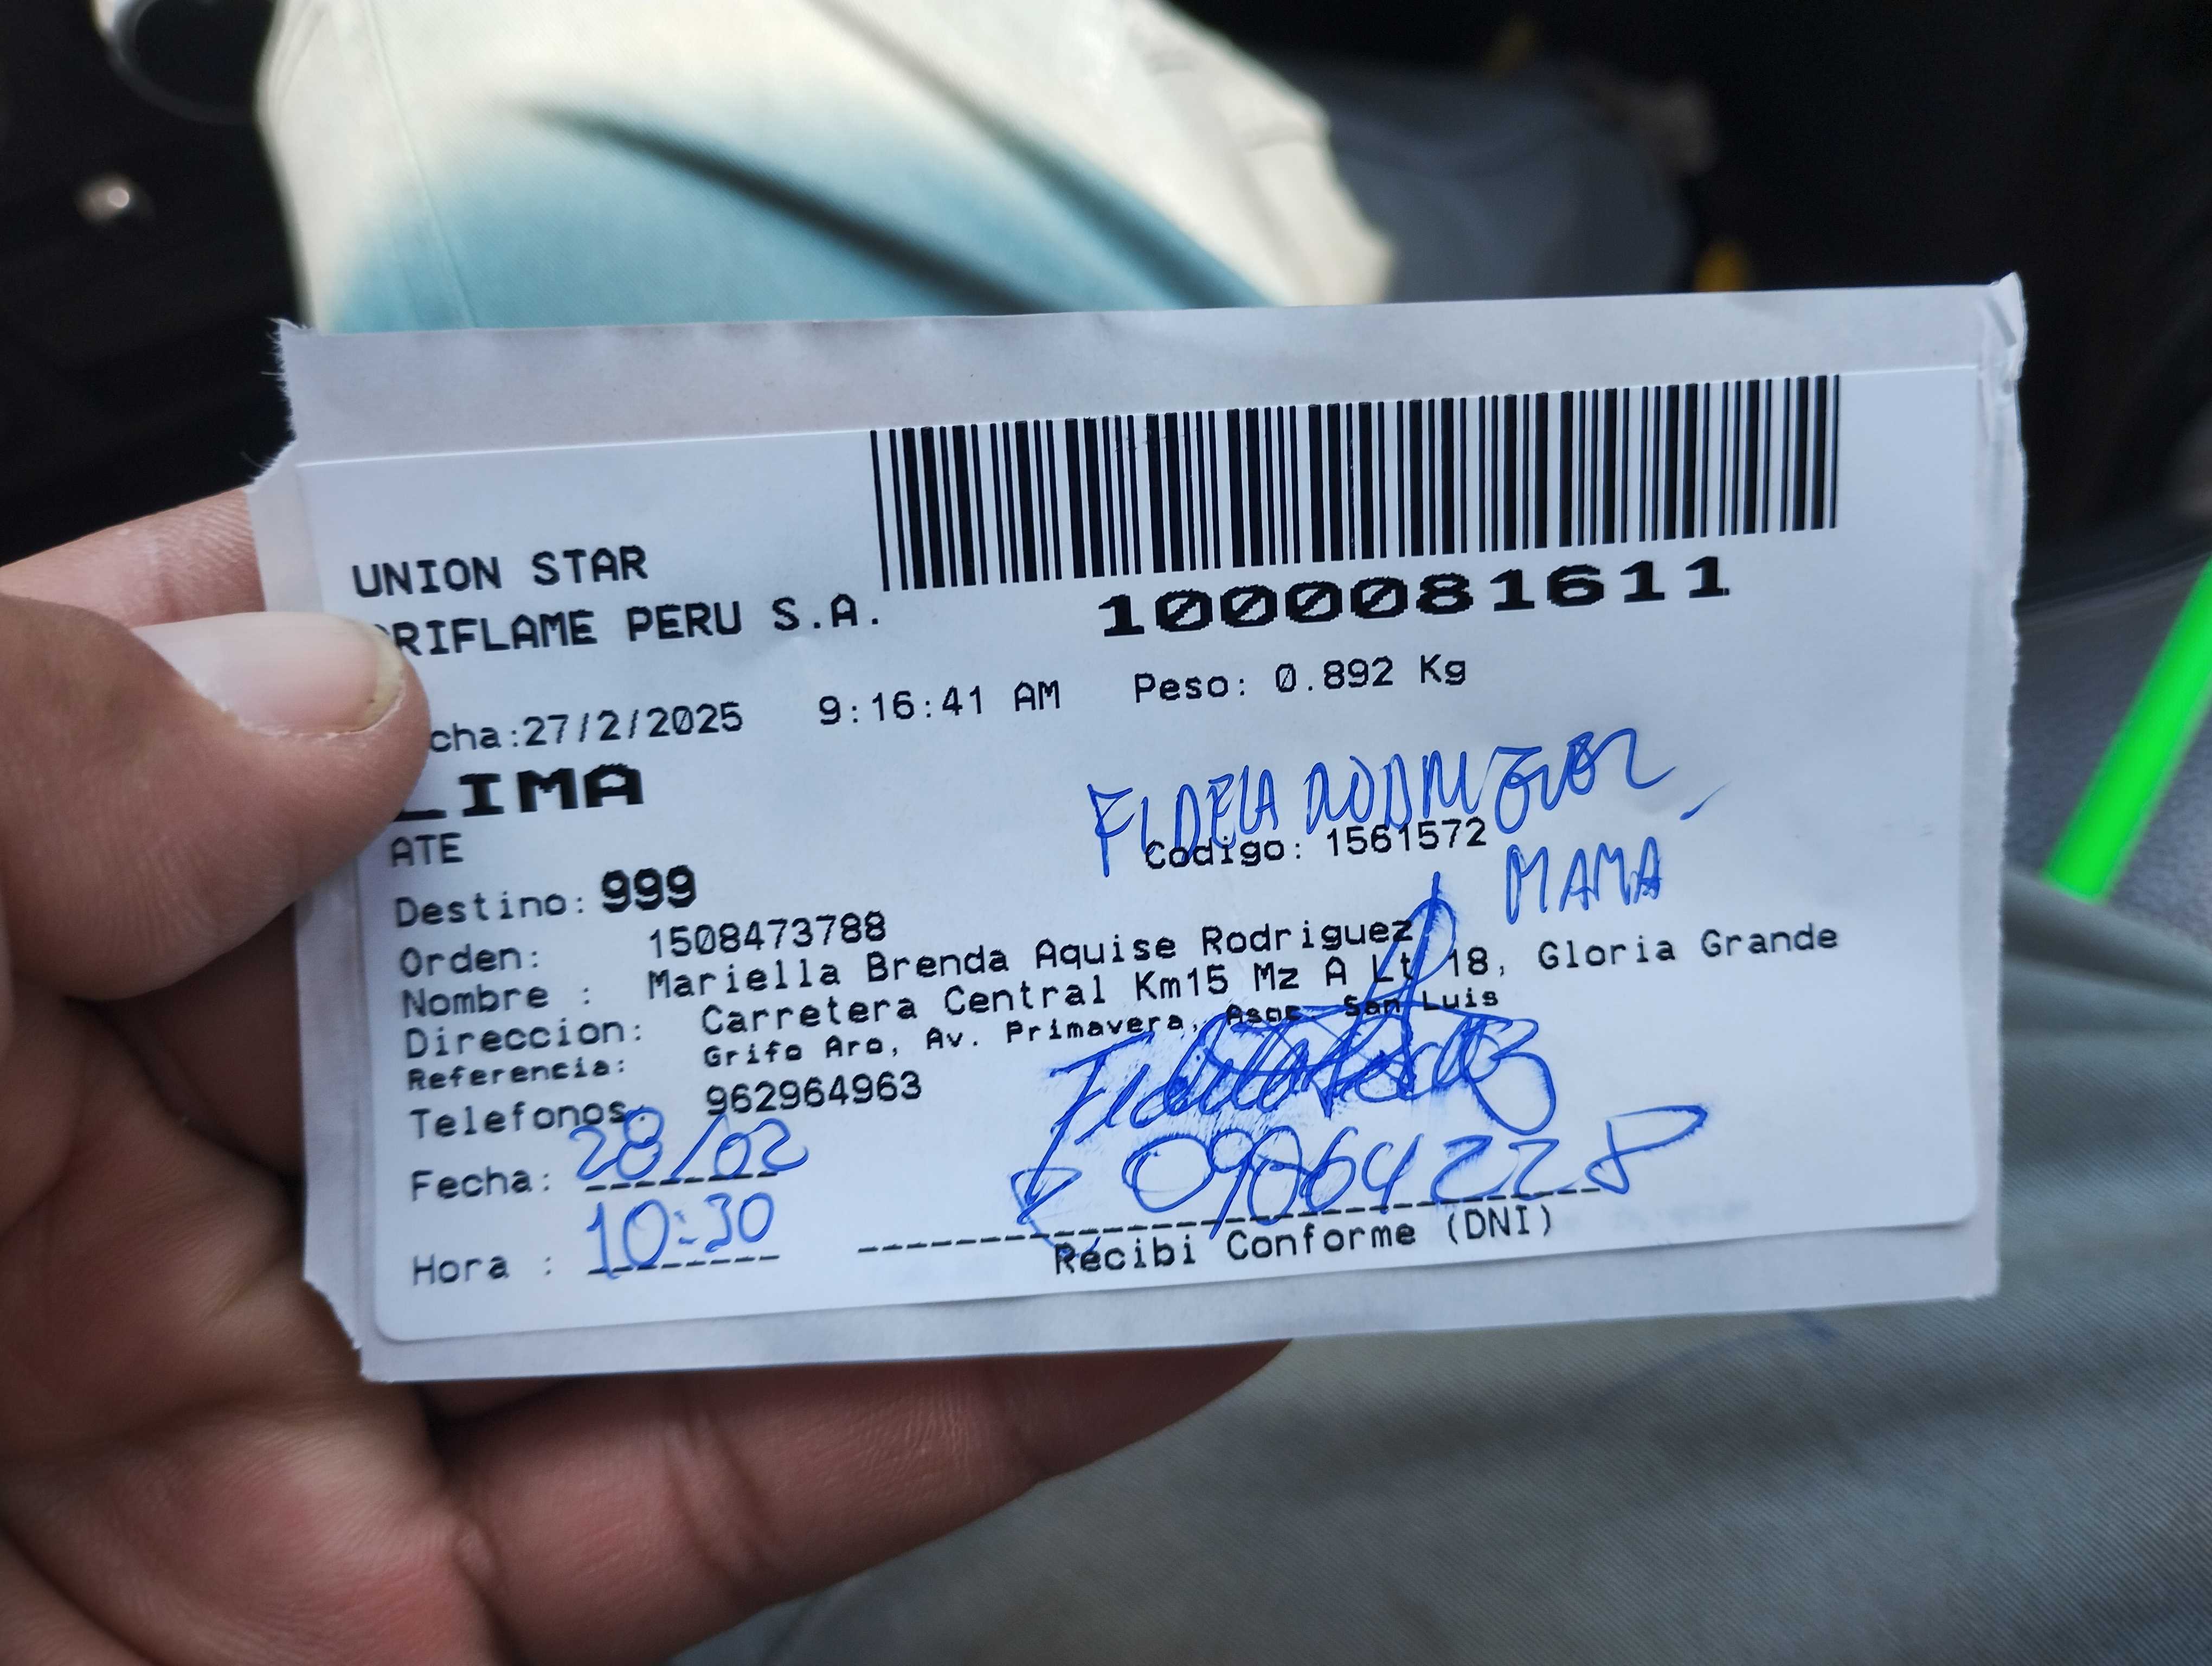 UNION STAR
ORIFLAME PERU S.A.
1000081611
cha:27/2/2025 9:16:41 AM Peso: 0.892 Kg
LIMA
FIDELA RODRIGUEZ
ATE
Codigo: 1561572
MAMA
Destino: 999
Orden: 1508473788
Nombre : Mariella Brenda Aquise Rodriguez
Direccion: Carretera Central Km15 Mz A Lt 18, Gloria Grande
Referencia: Grifo Aro, Av. Primavera, Asoc. San Luis
Telefonos: 962964963
Fecha: 28/02
Hora : 10:30
Recibi Conforme (DNI)